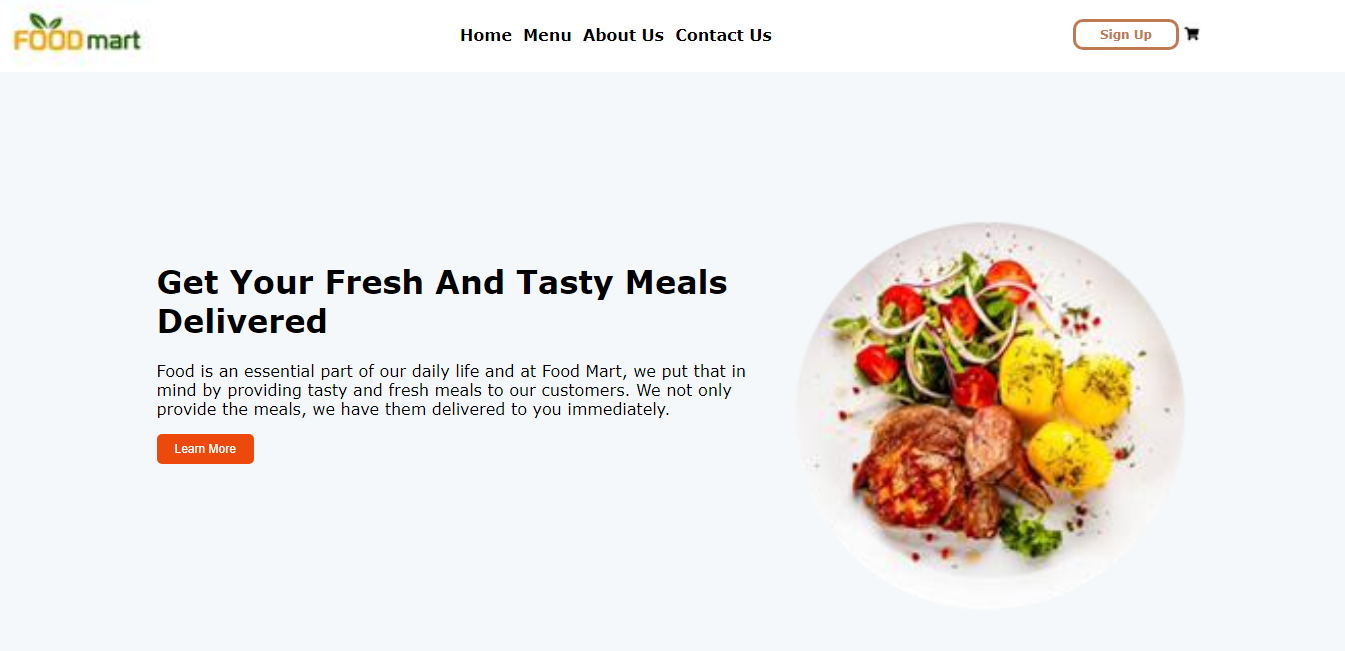 FOOD mart
Home Menu About Us Contact Us
Sign Up
Get Your Fresh And Tasty Meals
Delivered
Food is an essential part of our daily life and at Food Mart, we put that in
mind by providing tasty and fresh meals to our customers. We not only
provide the meals, we have them delivered to you immediately.
Learn More